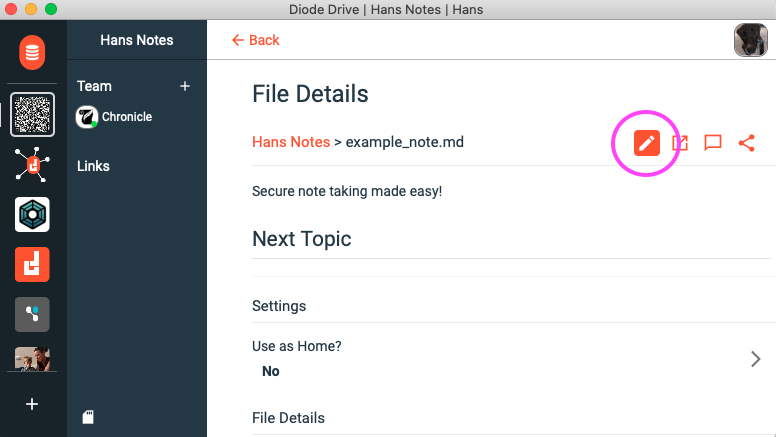 Diode Drive | Hans Notes | Hans
Hans Notes
Back
Team
Chronicle
Links
File Details
Hans Notes > example_note.md
Secure note taking made easy!
Next Topic
Settings
Use as Home?
No
File Details